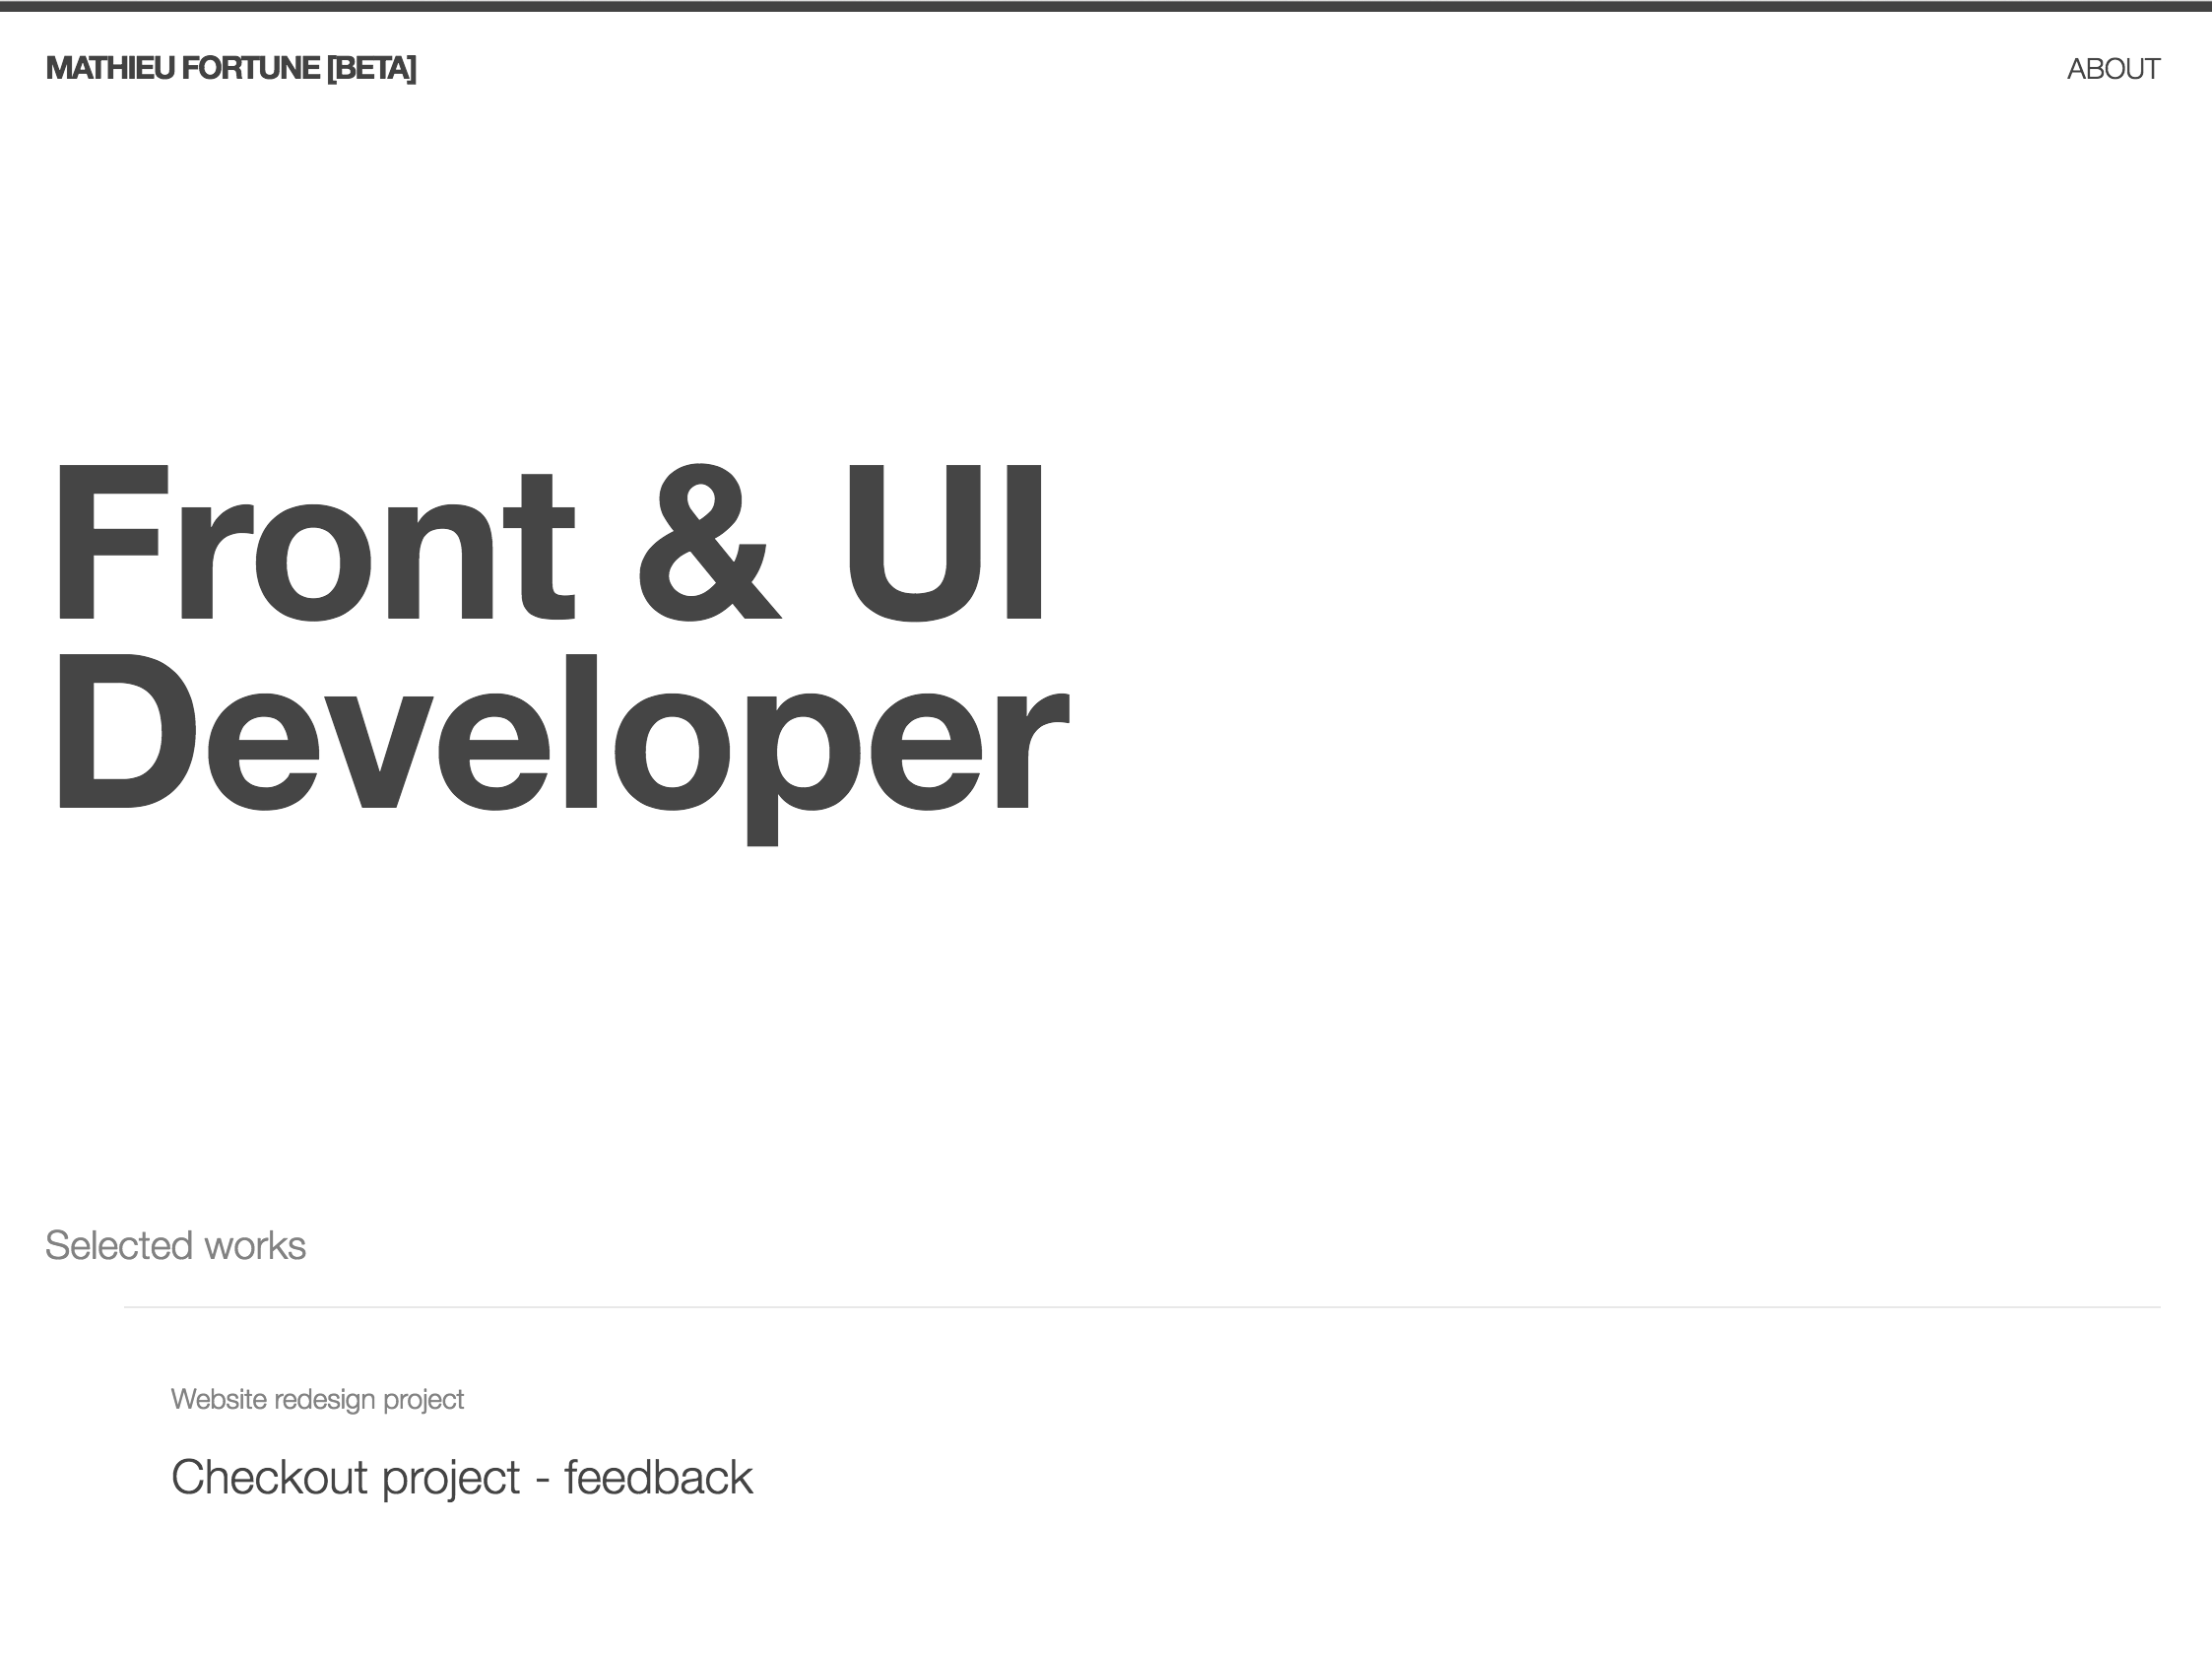 MATHIEU FORTUNE [BETA]
ABOUT
Front & UI
Developer
Selected works
Website redesign project
Checkout project - feedback